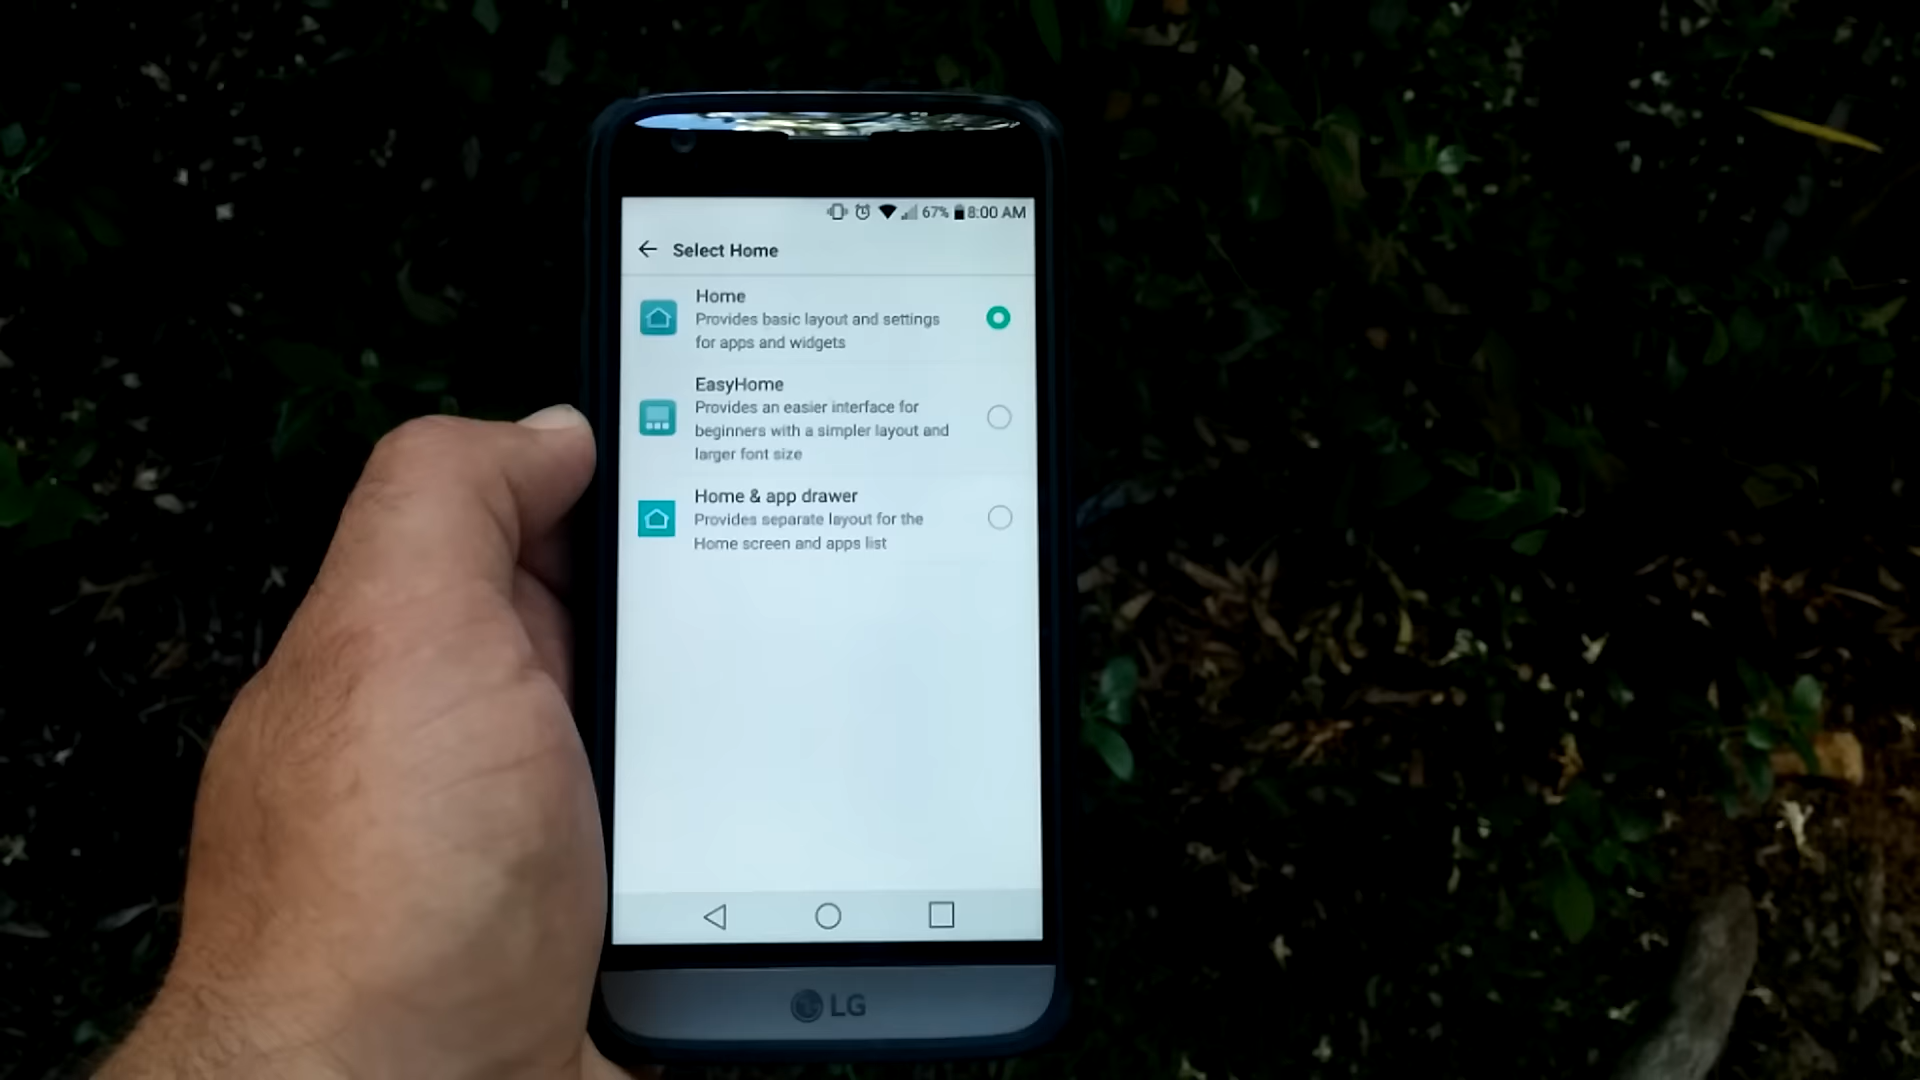 67% 8:00 AM
Select Home
Home
Provides basic layout and settings
for apps and widgets
EasyHome
Provides an easier interface for
beginners with a simpler layout and
larger font size
Home & app drawer
Provides separate layout for the
Home screen and apps list
LG